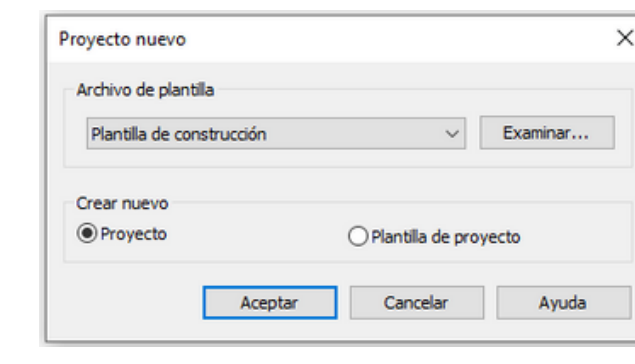 Proyecto nuevo
Archivo de plantilla
Plantilla de construcción
Examinar...
Crear nuevo
Proyecto
Plantilla de proyecto
Aceptar
Cancelar
Ayuda